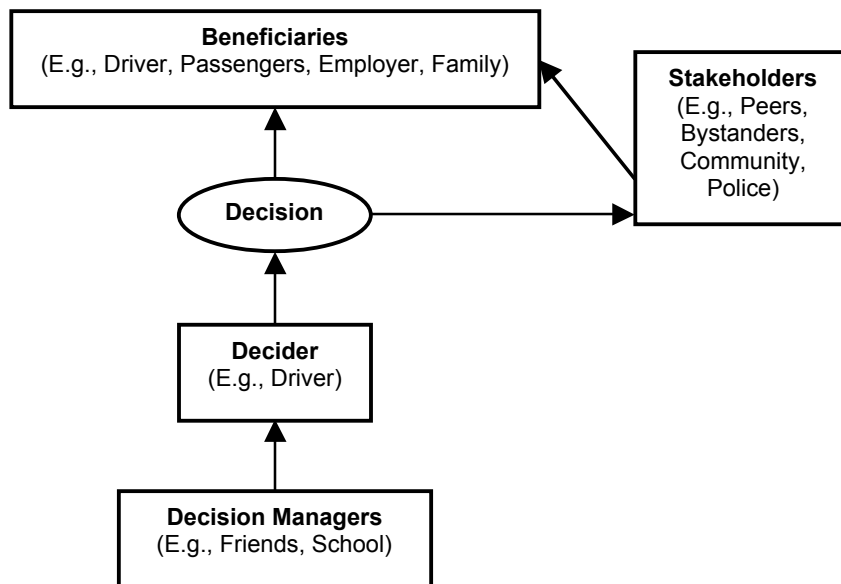 Beneficiaries
(E.g., Driver, Passengers, Employer, Family)
Stakeholders
(E.g., Peers,
Bystanders,
Community,
Police)
Decision
Decider
(E.g., Driver)
Decision Managers
(E.g., Friends, School)